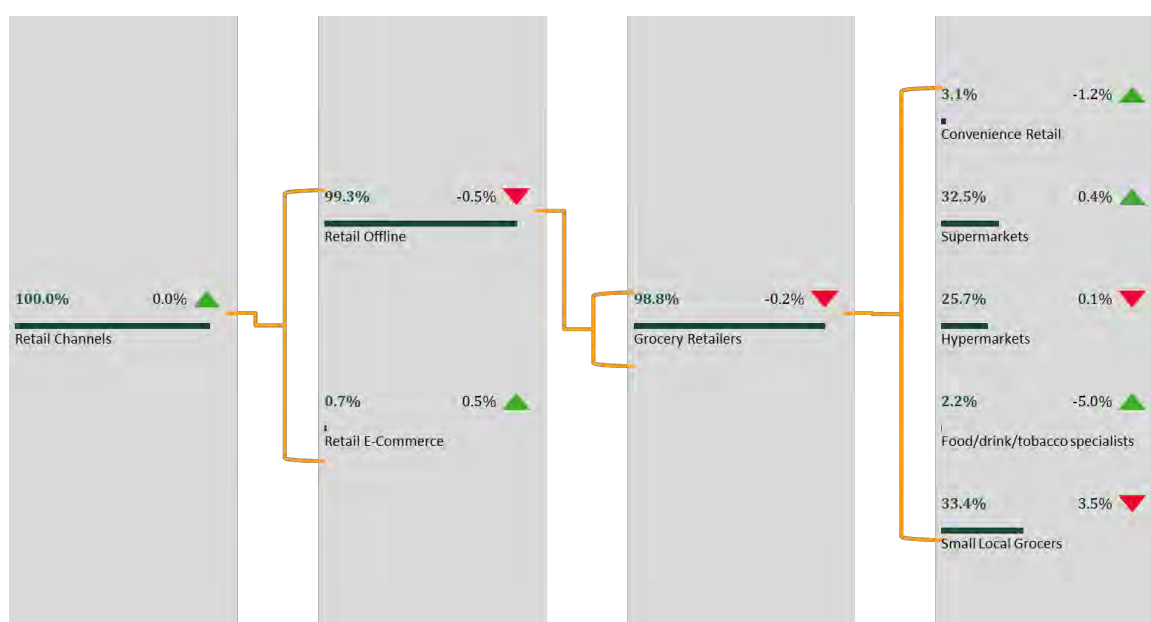 100.0% 0.0%
Retail Channels
99.3% -0.5%
Retail Offline
0.7% 0.5%
Retail E-Commerce
98.8% -0.2%
Grocery Retailers
3.1% -1.2%
Convenience Retail
32.5% 0.4%
Supermarkets
25.7% 0.1%
Hypermarkets
2.2% -5.0%
Food/drink/tobacco specialists
33.4% 3.5%
Small Local Grocers